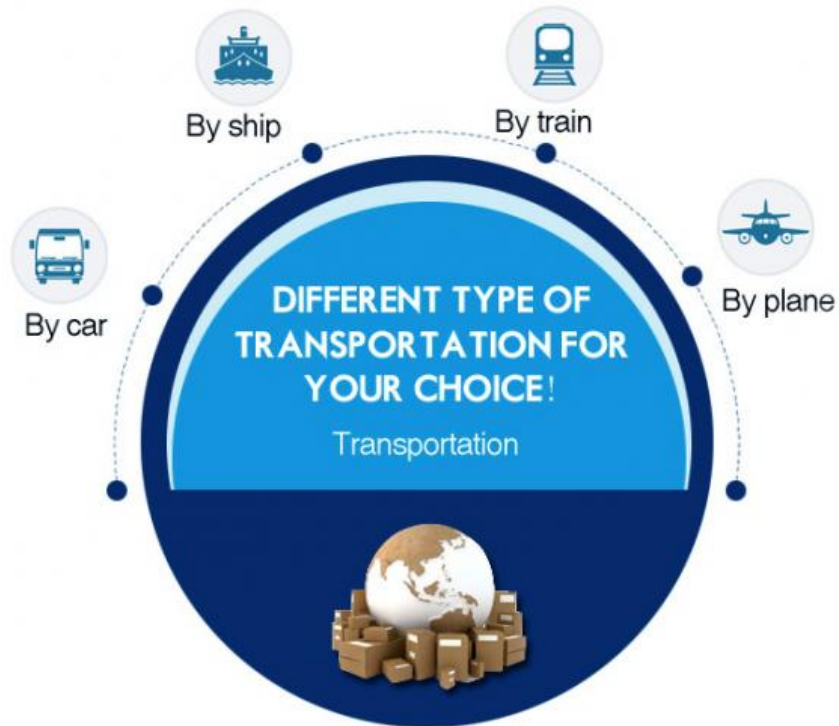 By ship
By train
By car
By plane
DIFFERENT TYPE OF
TRANSPORTATION FOR
YOUR CHOICE!
Transportation